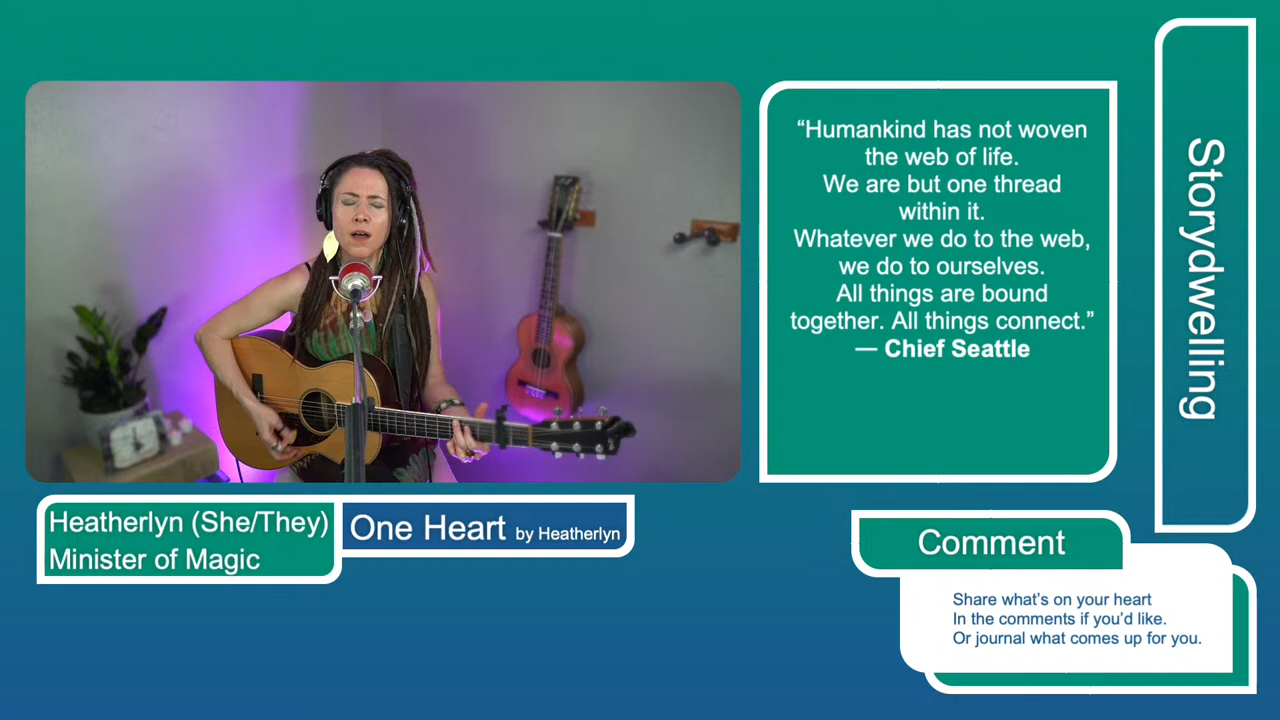 “Humankind has not woven
the web of life.
We are but one thread
within it.
Whatever we do to the web,
we do to ourselves.
All things are bound
together. All things connect.”
— Chief Seattle
Storydwelling
Heatherlyn (She/They)
Minister of Magic
One Heart by Heatherlyn
Comment
Share what’s on your heart
In the comments if you’d like.
Or journal what comes up for you.